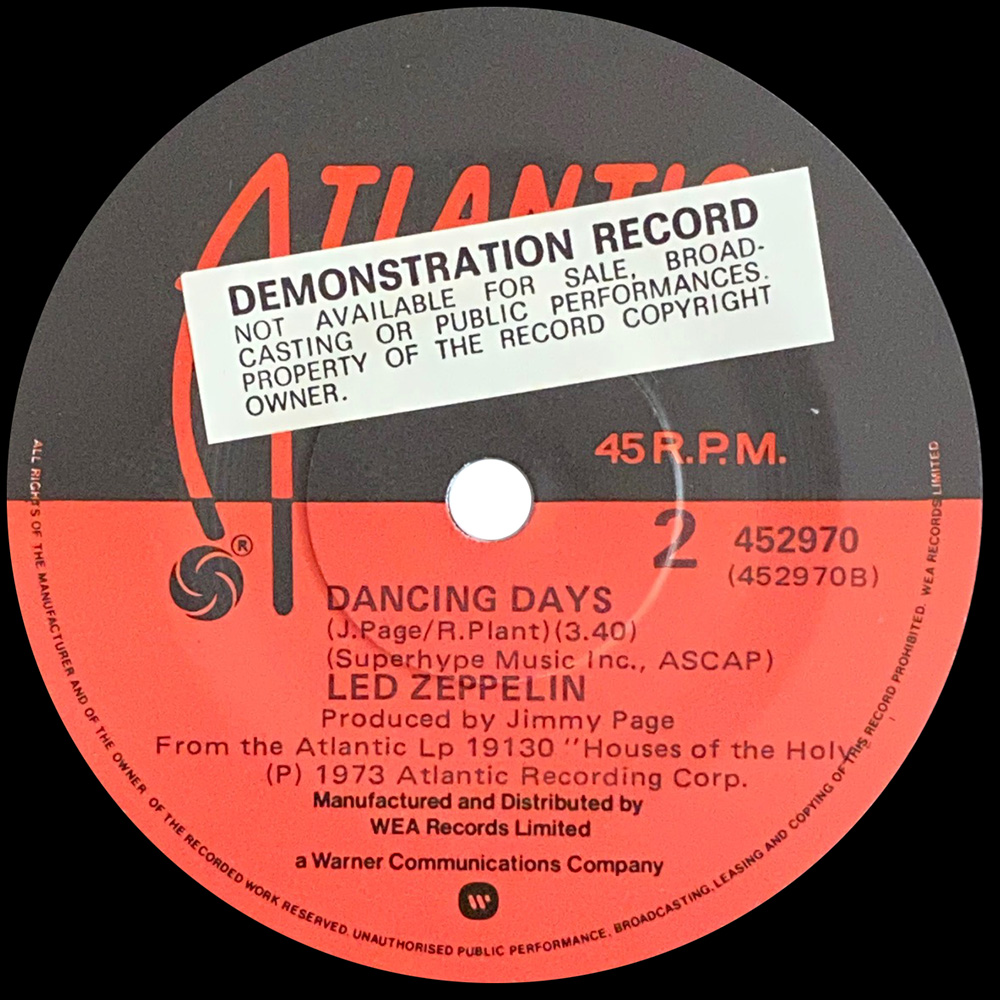 ATLANTIC
DEMONSTRATION RECORD
NOT AVAILABLE FOR SALE, BROAD-
CASTING OR PUBLIC PERFORMANCES.
PROPERTY OF THE RECORD COPYRIGHT
OWNER.
45 R.P.M.
®
2
452970
(452970B)
DANCING DAYS
(J.Page/R.Plant)(3.40)
(Superhype Music Inc., ASCAP)
LED ZEPPELIN
Produced by Jimmy Page
From the Atlantic Lp 19130 "Houses of the Holy"
(P) 1973 Atlantic Recording Corp.
Manufactured and Distributed by
WEA Records Limited
a Warner Communications Company
ALL RIGHTS OF THE MANUFACTURER AND OF THE OWNER OF THE RECORDED WORK RESERVED. UNAUTHORISED PUBLIC PERFORMANCE, BROADCASTING, LEASING AND COPYING OF THIS RECORD PROHIBITED. WEA RECORDS LIMITED